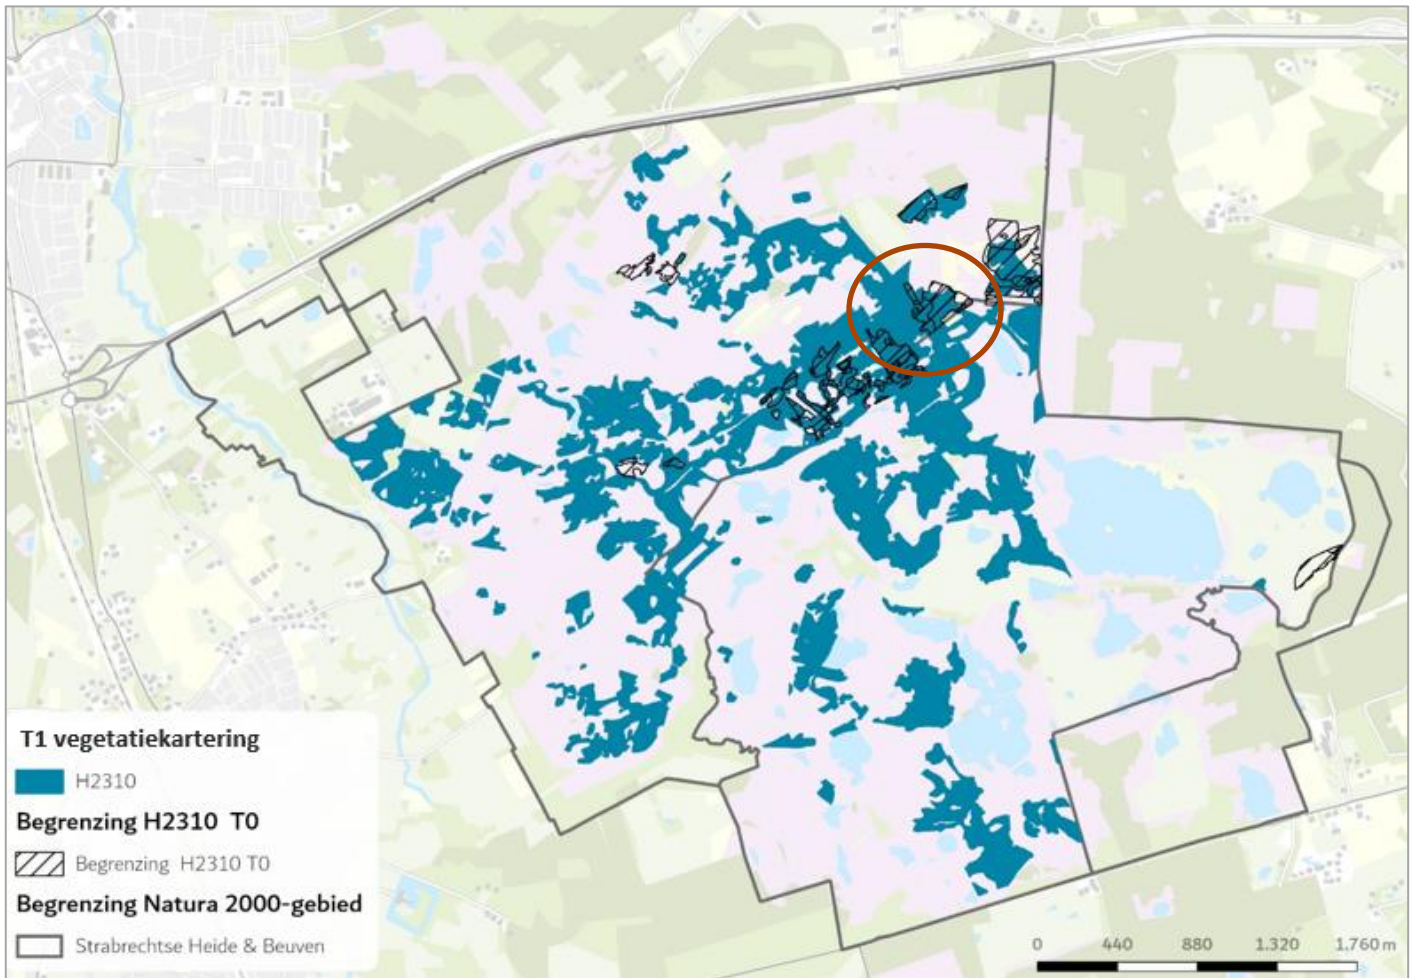 T1 vegetatiekartering
H2310
Begrenzing H2310 T0
Begrenzing H2310 T0
Begrenzing Natura 2000-gebied
Strabrechtse Heide & Beuven
0 440 880 1.320 1.760 m